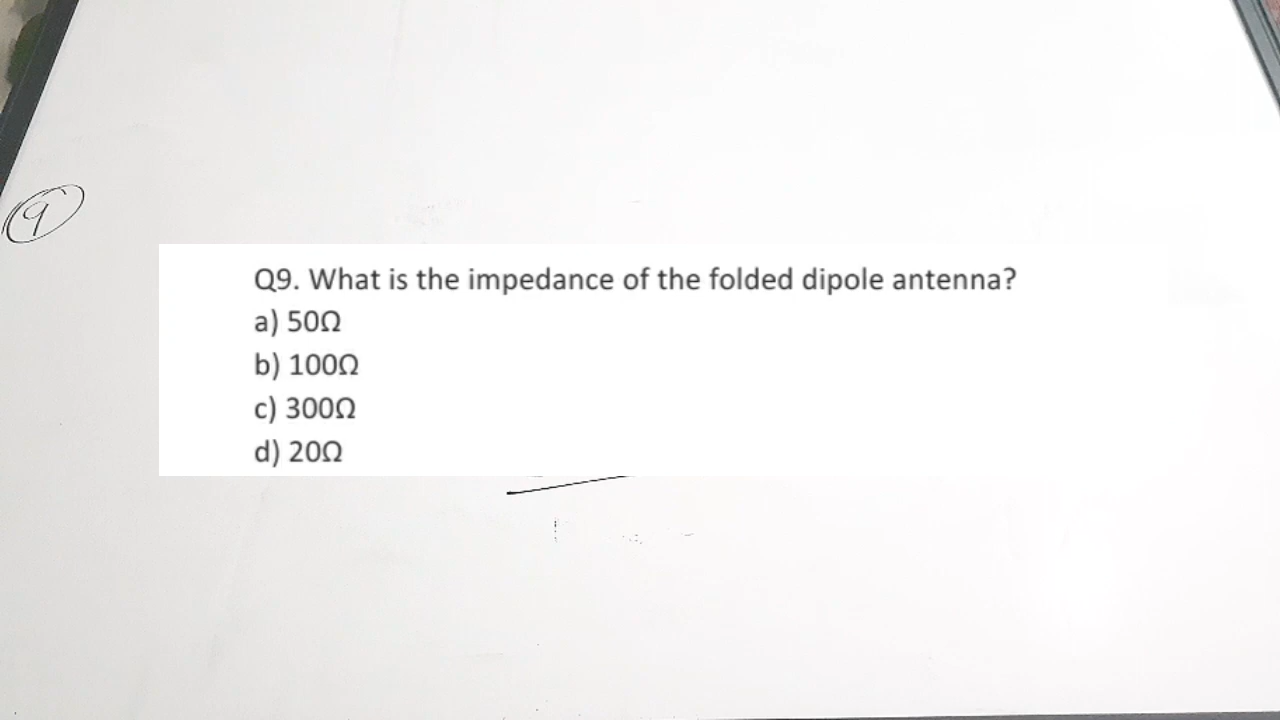 9
Q9. What is the impedance of the folded dipole antenna?
a) 50Ω
b) 100Ω
c) 300Ω
d) 20Ω